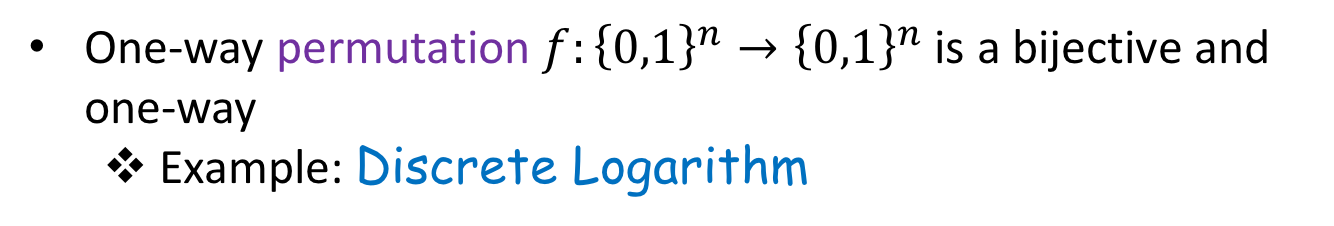 • One-way permutation 𝑓: {0,1}ⁿ → {0,1}ⁿ is a bijective and
one-way
❖ Example: Discrete Logarithm